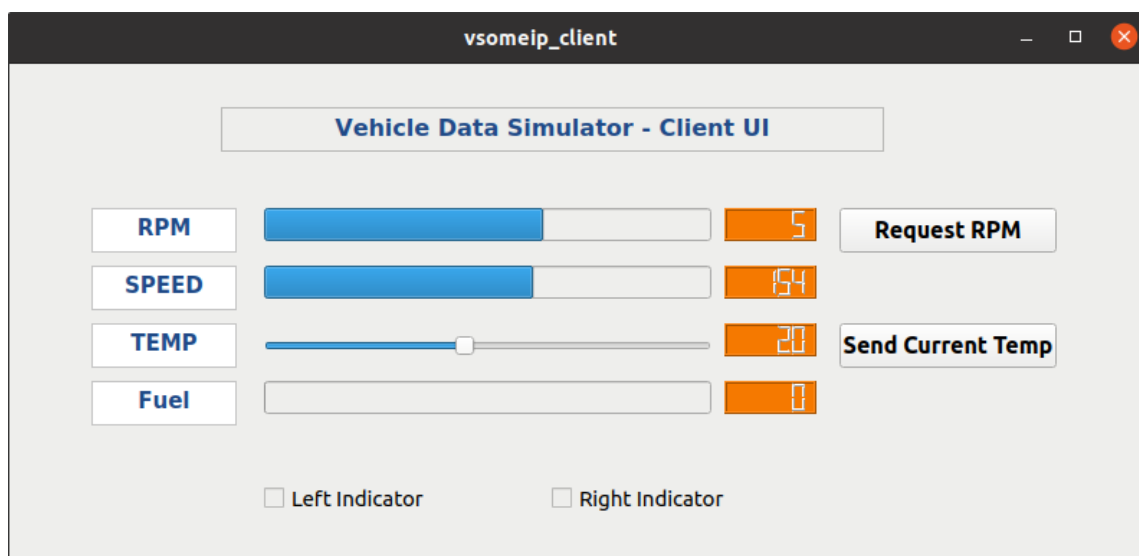 vsomeip_client
Vehicle Data Simulator - Client UI
RPM 5 Request RPM
SPEED 154
TEMP 20 Send Current Temp
Fuel 0
Left Indicator Right Indicator